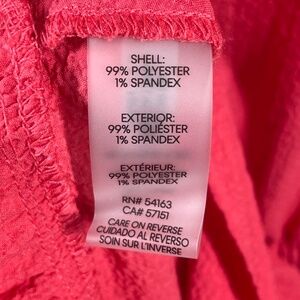 SHELL:
99% POLYESTER
1% SPANDEX
EXTERIOR:
99% POLIÉSTER
1% SPANDEX
EXTÉRIEUR:
99% POLYESTER
1% SPANDEX
RN# 54163
CA# 57151
CARE ON REVERSE
CUIDADO AL REVERSO
SOIN SUR L'INVERSE